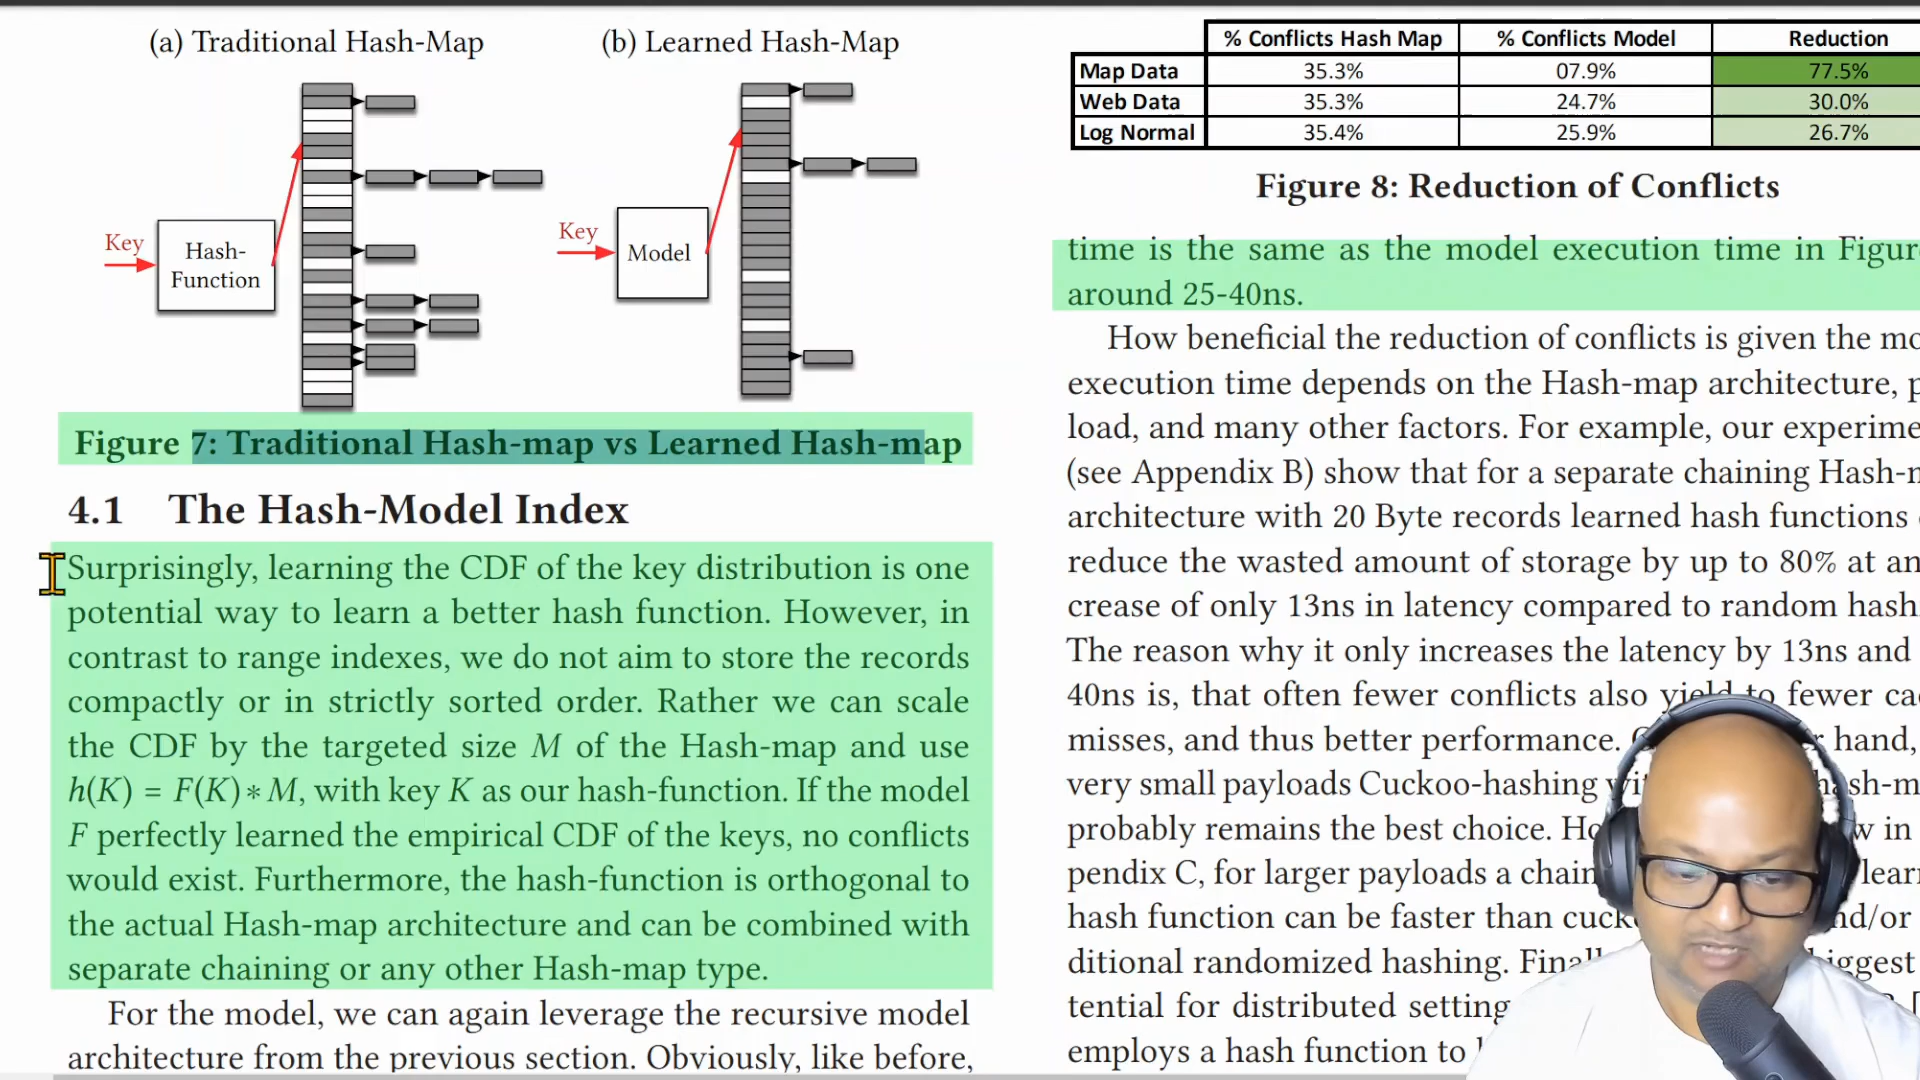 (a) Traditional Hash-Map
(b) Learned Hash-Map
Key
Hash-
Function
Key
Model
Figure 7: Traditional Hash-map vs Learned Hash-map
4.1 The Hash-Model Index
Surprisingly, learning the CDF of the key distribution is one
potential way to learn a better hash function. However, in
contrast to range indexes, we do not aim to store the records
compactly or in strictly sorted order. Rather we can scale
the CDF by the targeted size M of the Hash-map and use
h(K) = F(K) ∗ M, with key K as our hash-function. If the model
F perfectly learned the empirical CDF of the keys, no conflicts
would exist. Furthermore, the hash-function is orthogonal to
the actual Hash-map architecture and can be combined with
separate chaining or any other Hash-map type.
For the model, we can again leverage the recursive model
architecture from the previous section. Obviously, like before,
% Conflicts Hash Map % Conflicts Model Reduction
Map Data 35.3% 07.9% 77.5%
Web Data 35.3% 24.7% 30.0%
Log Normal 35.4% 25.9% 26.7%
Figure 8: Reduction of Conflicts
time is the same as the model execution time in Figur
around 25-40ns.
How beneficial the reduction of conflicts is given the mo
execution time depends on the Hash-map architecture, p
load, and many other factors. For example, our experime
(see Appendix B) show that for a separate chaining Hash-
architecture with 20 Byte records learned hash functions
reduce the wasted amount of storage by up to 80% at an
crease of only 13ns in latency compared to random hash
The reason why it only increases the latency by 13ns and
40ns is, that often fewer conflicts also yield to fewer ca
misses, and thus better performance. hand,
very small payloads Cuckoo-hashing
probably remains the best choice. in
pendix C, for larger payloads a chain
hash function can be faster than and/or
ditional randomized hashing. biggest
tential for distributed setting
employs a hash function to